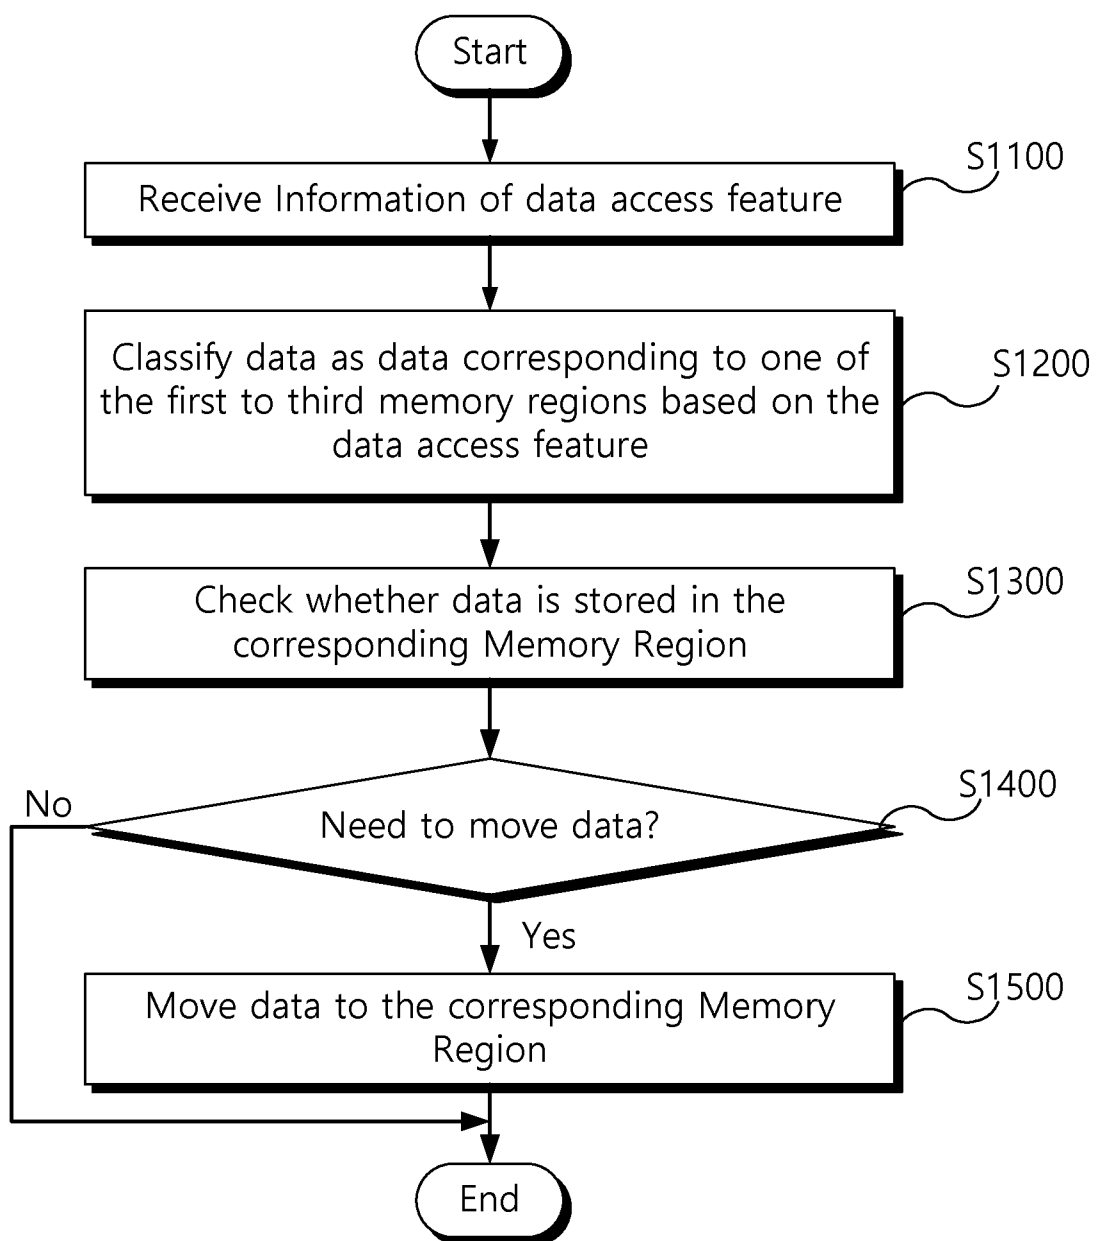 Start
S1100
Receive Information of data access feature
S1200
Classify data as data corresponding to one of
the first to third memory regions based on the
data access feature
S1300
Check whether data is stored in the
corresponding Memory Region
S1400
No
Need to move data?
Yes
S1500
Move data to the corresponding Memory
Region
End